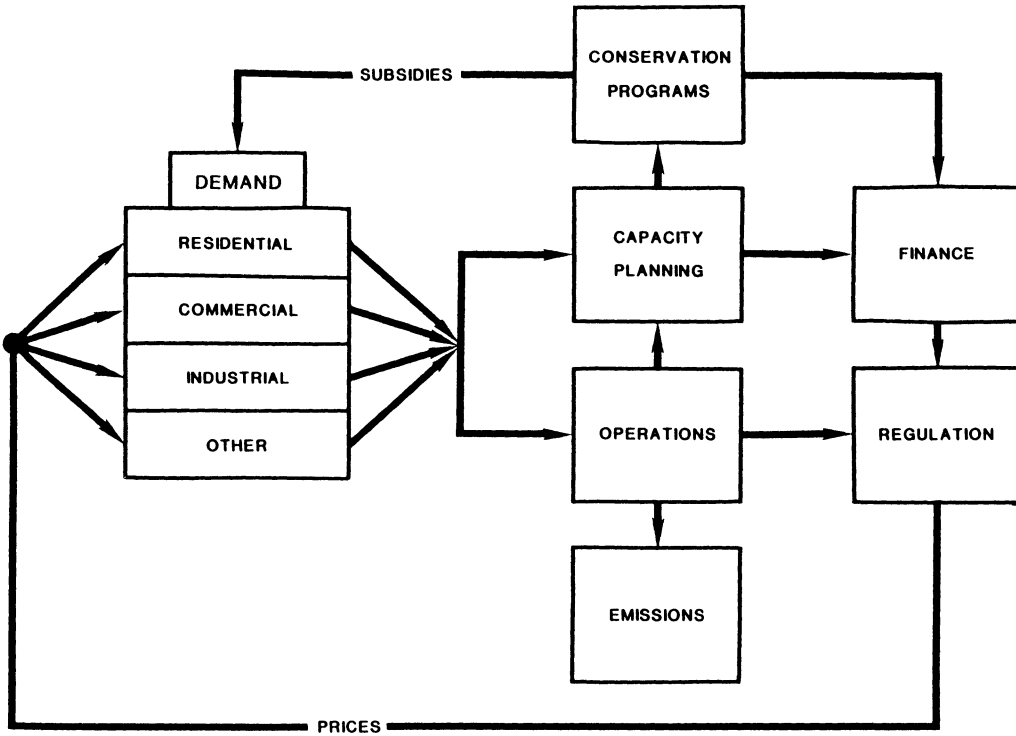 CONSERVATION
PROGRAMS
SUBSIDIES
DEMAND
RESIDENTIAL
COMMERCIAL
INDUSTRIAL
OTHER
CAPACITY
PLANNING
FINANCE
OPERATIONS
REGULATION
EMISSIONS
PRICES